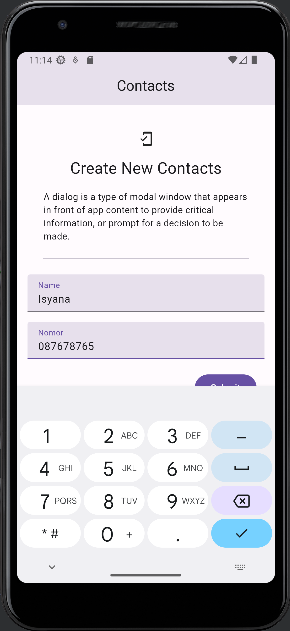 11:14
Contacts
Create New Contacts
A dialog is a type of modal window that appears
in front of app content to provide critical
information, or prompt for a decision to be
made.
Name
Isyana
Nomor
087678765
Submit
1 2 ABC 3 DEF –
4 GHI 5 JKL 6 MNO
7 PQRS 8 TUV 9 WXYZ
* # 0 + .